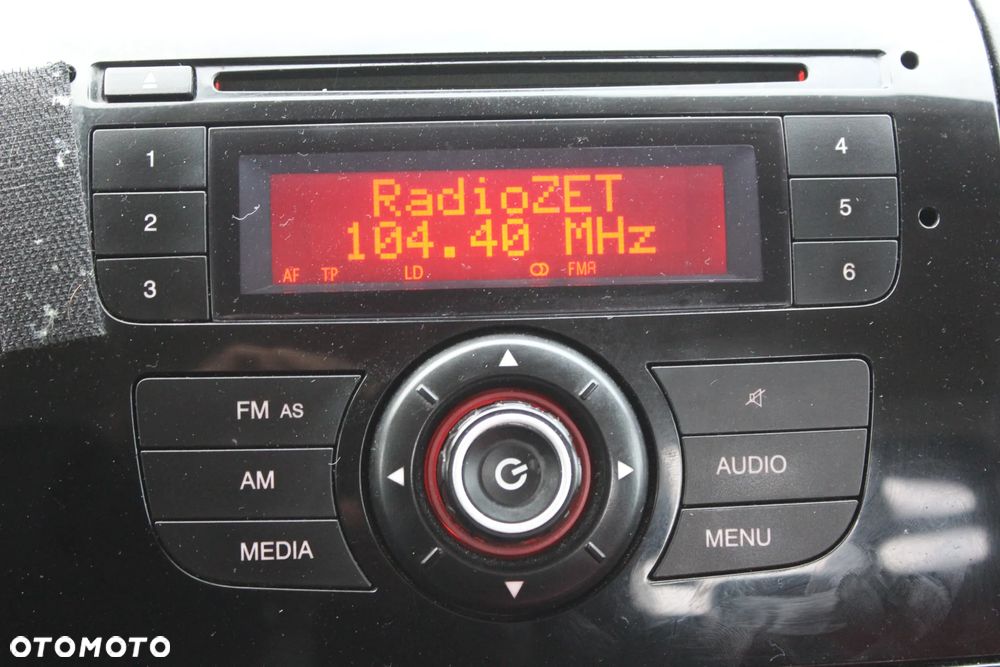 1
2
3
4
5
6
RadioZET
104.40 MHz
AF TP LD FMA
FM AS
AM
MEDIA
AUDIO
MENU
OTOMOTO